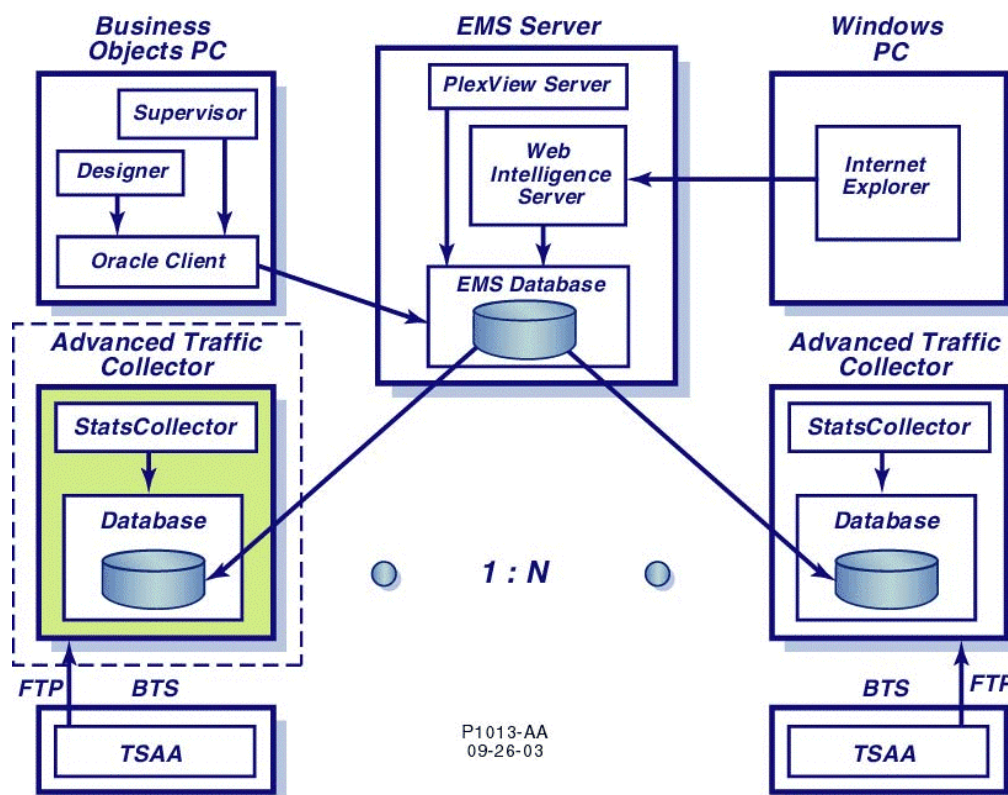 Business
Objects PC
Supervisor
Designer
Oracle Client
EMS Server
PlexView Server
Web
Intelligence
Server
EMS Database
Windows
PC
Internet
Explorer
Advanced Traffic
Collector
StatsCollector
Database
1 : N
Advanced Traffic
Collector
StatsCollector
Database
FTP
BTS
TSAA
P1013-AA
09-26-03
BTS
FTP
TSAA